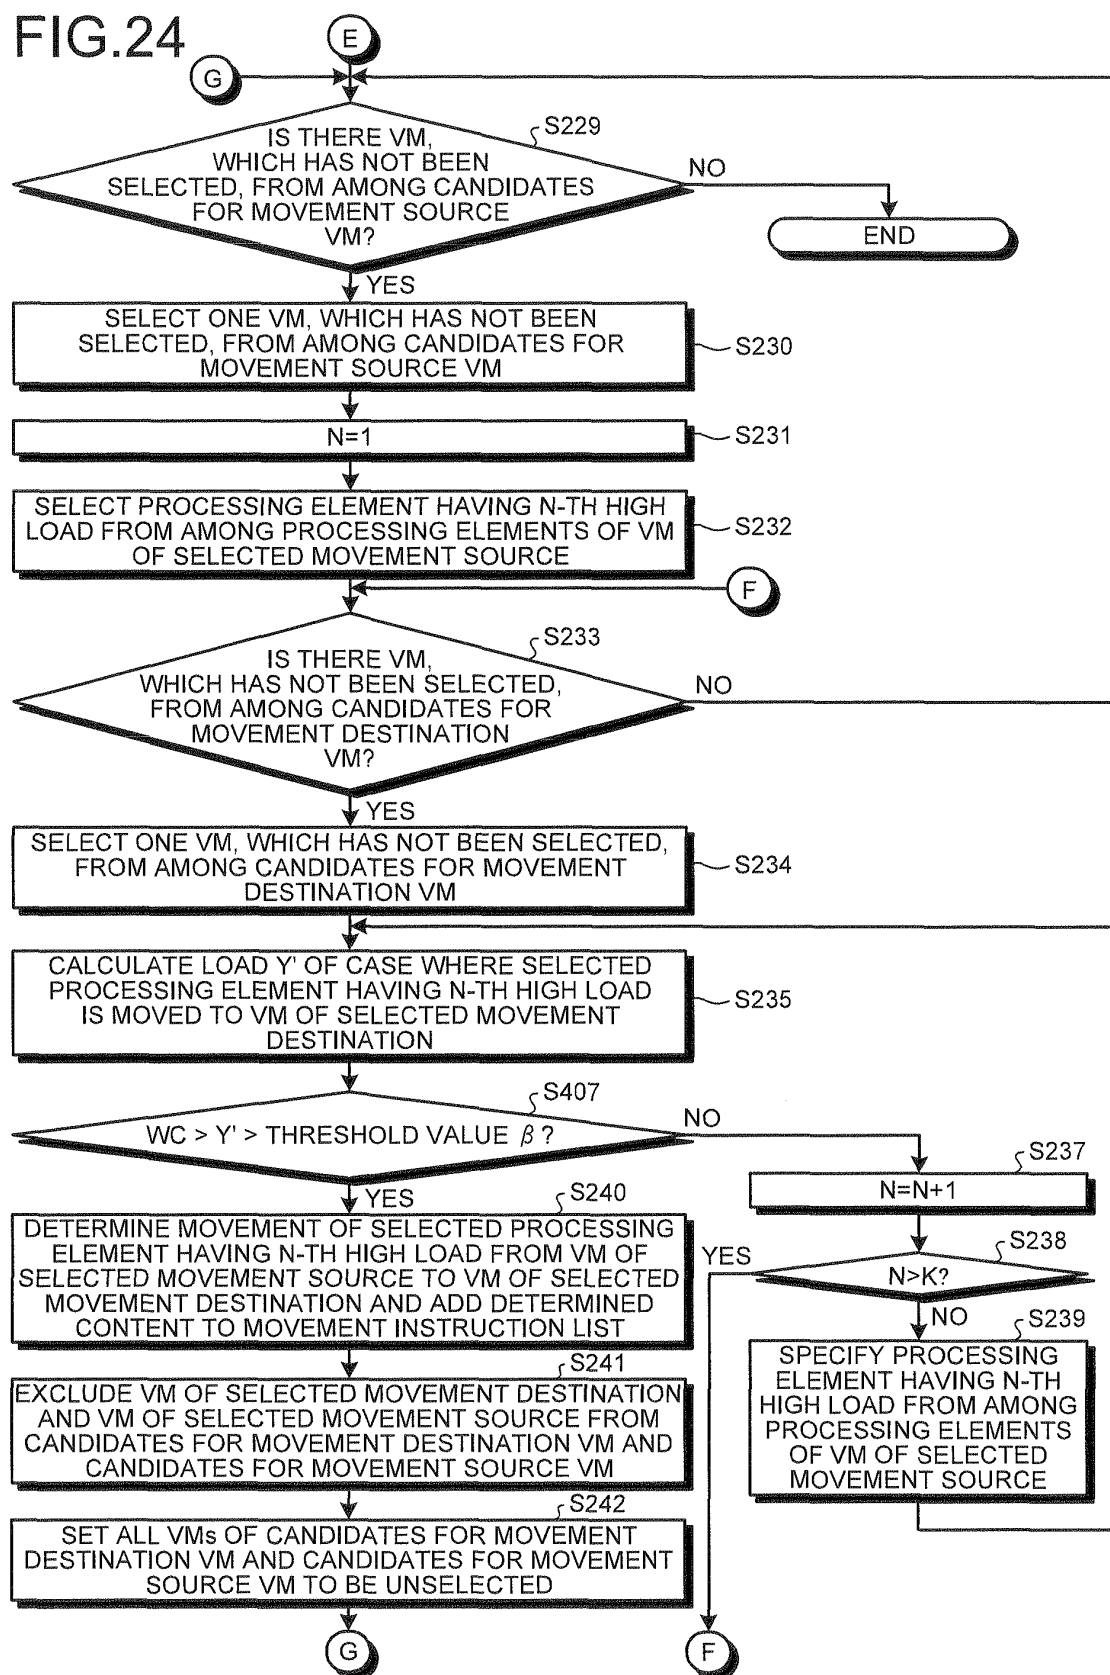 FIG.24
E
G
S229
IS THERE VM,
WHICH HAS NOT BEEN
SELECTED, FROM AMONG CANDIDATES
FOR MOVEMENT SOURCE
VM?
NO
END
YES
SELECT ONE VM, WHICH HAS NOT BEEN
SELECTED, FROM AMONG CANDIDATES FOR
MOVEMENT SOURCE VM
S230
N=1
S231
SELECT PROCESSING ELEMENT HAVING N-TH HIGH
LOAD FROM AMONG PROCESSING ELEMENTS OF VM
OF SELECTED MOVEMENT SOURCE
S232
F
S233
IS THERE VM,
WHICH HAS NOT BEEN SELECTED,
FROM AMONG CANDIDATES FOR
MOVEMENT DESTINATION
VM?
NO
YES
SELECT ONE VM, WHICH HAS NOT BEEN SELECTED,
FROM AMONG CANDIDATES FOR MOVEMENT
DESTINATION VM
S234
CALCULATE LOAD Y' OF CASE WHERE SELECTED
PROCESSING ELEMENT HAVING N-TH HIGH LOAD
IS MOVED TO VM OF SELECTED MOVEMENT
DESTINATION
S235
S407
WC > Y' > THRESHOLD VALUE β ?
NO
YES
S237
N=N+1
S238
N>K?
YES
NO
S239
SPECIFY PROCESSING
ELEMENT HAVING N-TH
HIGH LOAD FROM AMONG
PROCESSING ELEMENTS
OF VM OF SELECTED
MOVEMENT SOURCE
S240
DETERMINE MOVEMENT OF SELECTED PROCESSING
ELEMENT HAVING N-TH HIGH LOAD FROM VM OF
SELECTED MOVEMENT SOURCE TO VM OF SELECTED
MOVEMENT DESTINATION AND ADD DETERMINED
CONTENT TO MOVEMENT INSTRUCTION LIST
S241
EXCLUDE VM OF SELECTED MOVEMENT DESTINATION
AND VM OF SELECTED MOVEMENT SOURCE FROM
CANDIDATES FOR MOVEMENT DESTINATION VM AND
CANDIDATES FOR MOVEMENT SOURCE VM
S242
SET ALL VMs OF CANDIDATES FOR MOVEMENT
DESTINATION VM AND CANDIDATES FOR MOVEMENT
SOURCE VM TO BE UNSELECTED
G
F